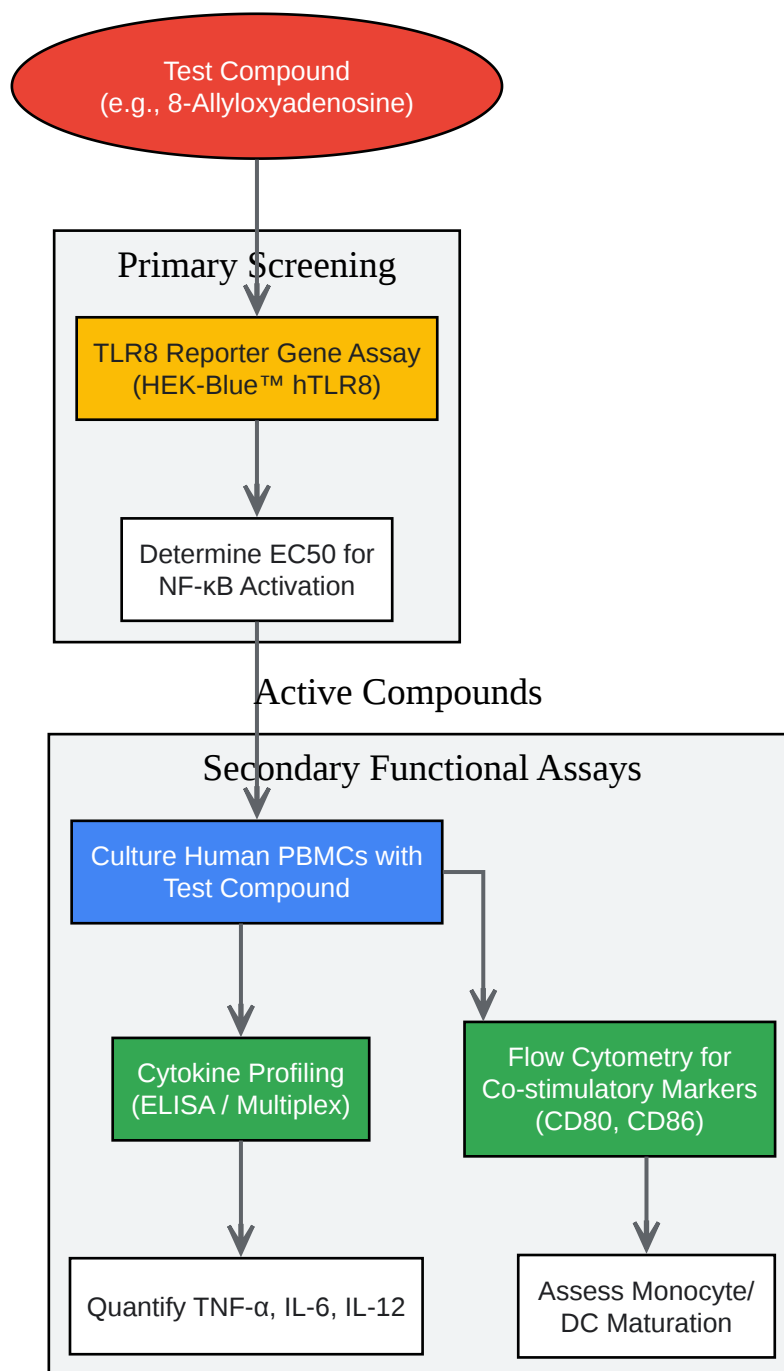 Test Compound
(e.g., 8-Allyloxyadenosine)
Primary Screening
TLR8 Reporter Gene Assay
(HEK-Blue™ hTLR8)
Determine EC50 for
NF-κB Activation
Active Compounds
Secondary Functional Assays
Culture Human PBMCs with
Test Compound
Cytokine Profiling
(ELISA / Multiplex)
Flow Cytometry for
Co-stimulatory Markers
(CD80, CD86)
Quantify TNF-α, IL-6, IL-12
Assess Monocyte/
DC Maturation